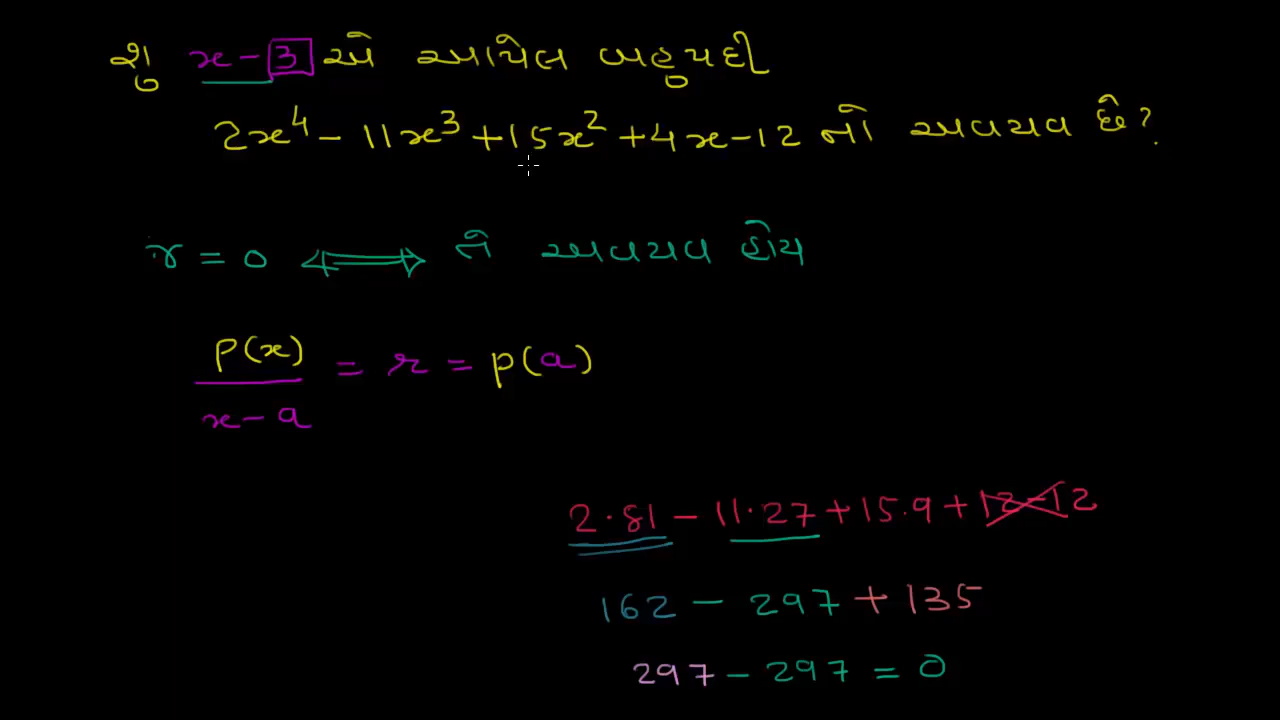 શુ x - 3 એ આપેલ બહુપદી
2x⁴ - 11x³ + 15x² + 4x - 12 નો અવયવ છે?
r = 0 ⟺ તે અવયવ હોય
P(x)
x - a
= r = p(a)
2·81 - 11·27 + 15.9 + 12 - 12
162 - 297 + 135
297 - 297 = 0